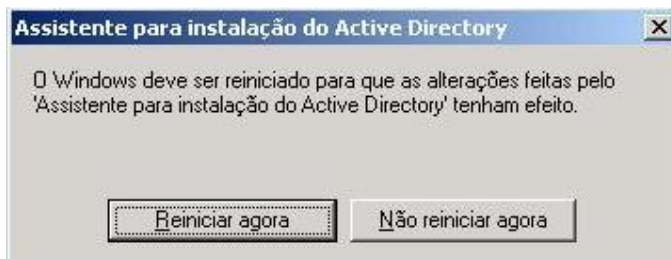 Assistente para instalação do Active Directory
O Windows deve ser reiniciado para que as alterações feitas pelo
'Assistente para instalação do Active Directory' tenham efeito.
Reiniciar agora
Não reiniciar agora